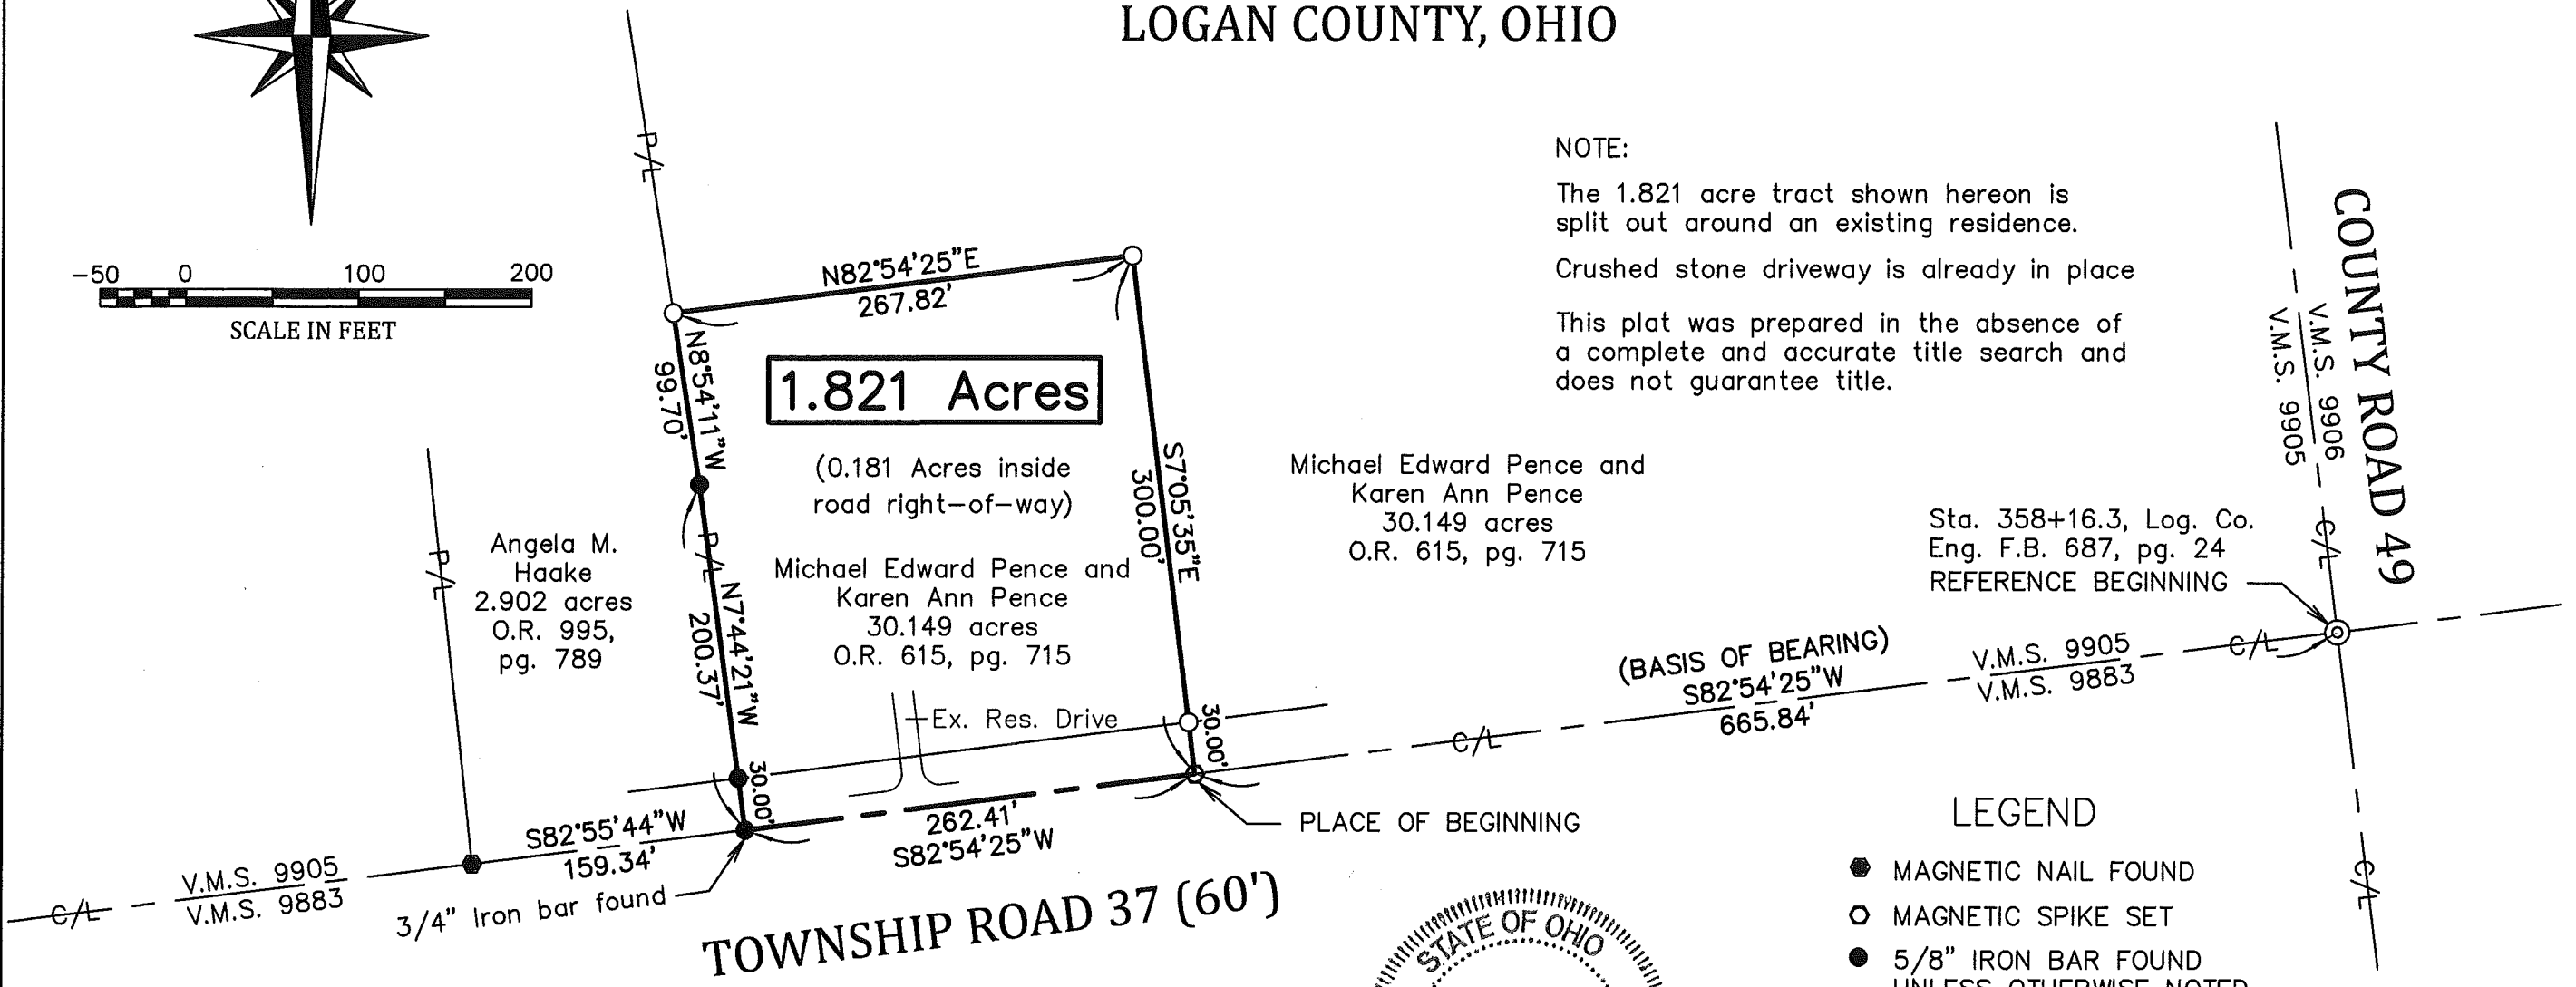 LOGAN COUNTY, OHIO
-50 0 100 200
SCALE IN FEET
P/L
N82°54'25"E
267.82'
N8°54'11"W
99.70'
1.821 Acres
(0.181 Acres inside
road right-of-way)
Michael Edward Pence and
Karen Ann Pence
30.149 acres
O.R. 615, pg. 715
P/L
N7°44'21"W
200.37'
S7°05'35"E
300.00'
P/L
Angela M.
Haake
2.902 acres
O.R. 995,
pg. 789
Ex. Res. Drive
30.00'
30.00'
NOTE:
The 1.821 acre tract shown hereon is
split out around an existing residence.
Crushed stone driveway is already in place
This plat was prepared in the absence of
a complete and accurate title search and
does not guarantee title.
Michael Edward Pence and
Karen Ann Pence
30.149 acres
O.R. 615, pg. 715
COUNTY ROAD 49
V.M.S. 9906
V.M.S. 9905
C/L
Sta. 358+16.3, Log. Co.
Eng. F.B. 687, pg. 24
REFERENCE BEGINNING
(BASIS OF BEARING)
S82°54'25"W
665.84'
V.M.S. 9905
V.M.S. 9883
C/L
C/L
C/L
PLACE OF BEGINNING
262.41'
S82°54'25"W
S82°55'44"W
159.34'
3/4" Iron bar found
V.M.S. 9905
V.M.S. 9883
C/L
TOWNSHIP ROAD 37 (60')
STATE OF OHIO
LEGEND
MAGNETIC NAIL FOUND
MAGNETIC SPIKE SET
5/8" IRON BAR FOUND
UNLESS OTHERWISE NOTED